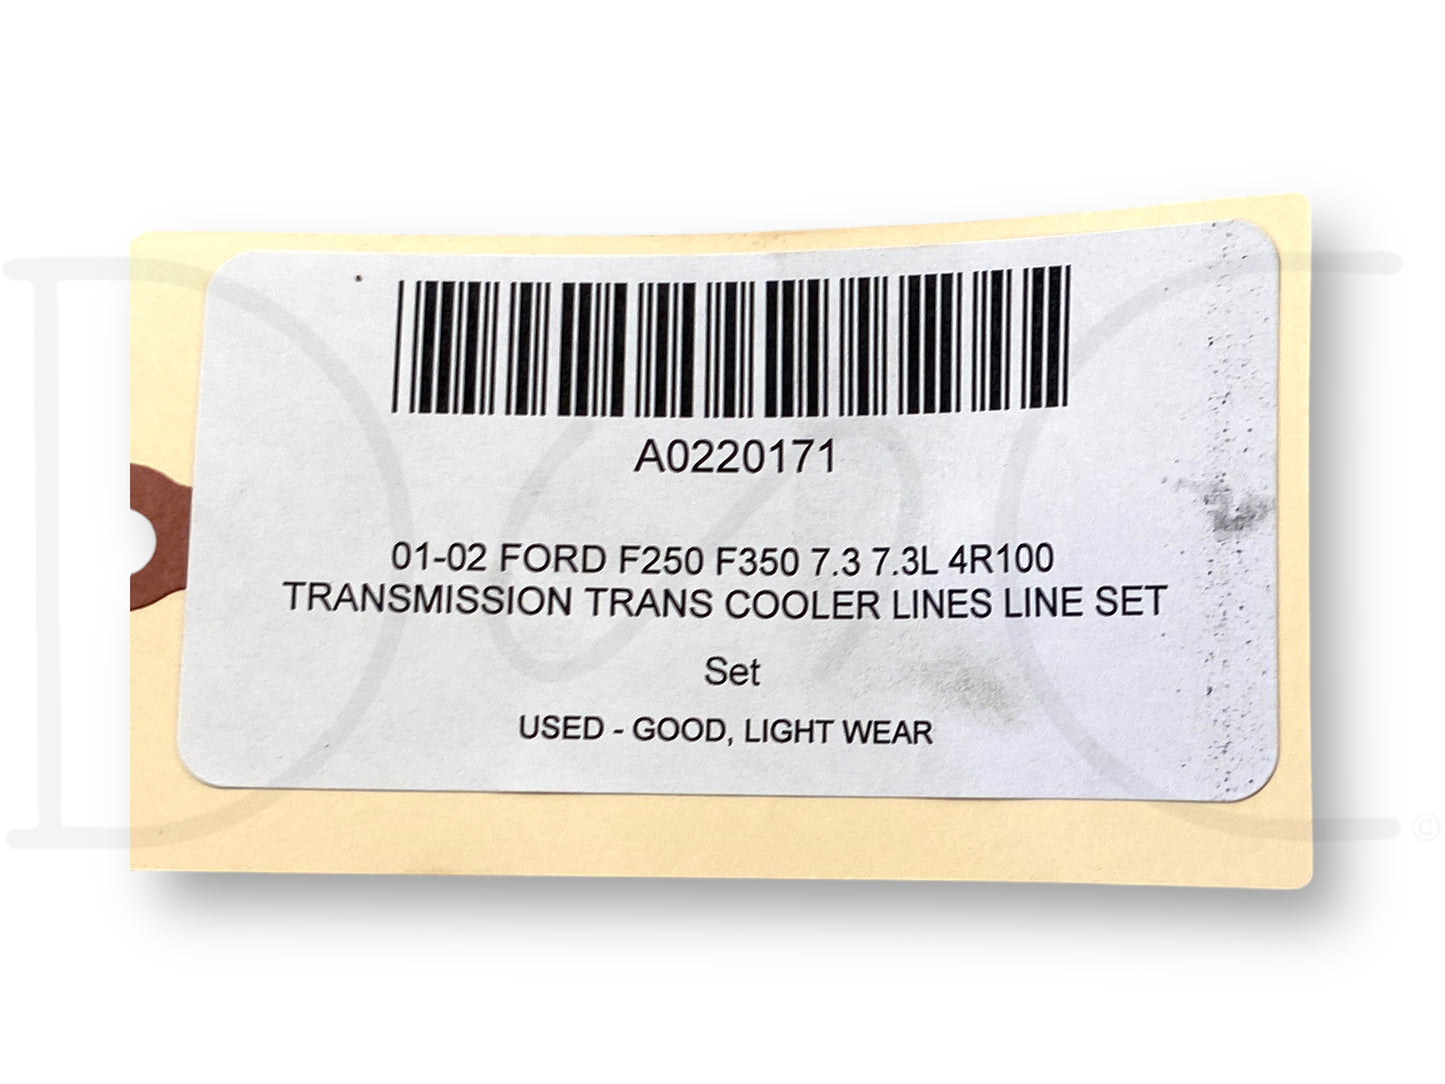 A0220171
01-02 FORD F250 F350 7.3 7.3L 4R100
TRANSMISSION TRANS COOLER LINES LINE SET
Set
USED - GOOD, LIGHT WEAR
©